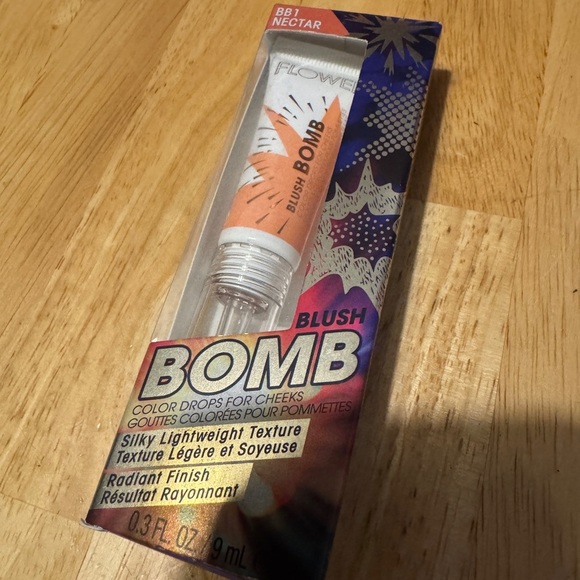 BB1
NECTAR
FLOWE
BLUSH BOMB
BLUSH
BOMB
COLOR DROPS FOR CHEEKS
GOUTTES COLORÉES POUR POMMETTES
Silky Lightweight Texture
Texture Légère et Soyeuse
Radiant Finish
Résultat Rayonnant
0.3 FL. OZ / 9 mL